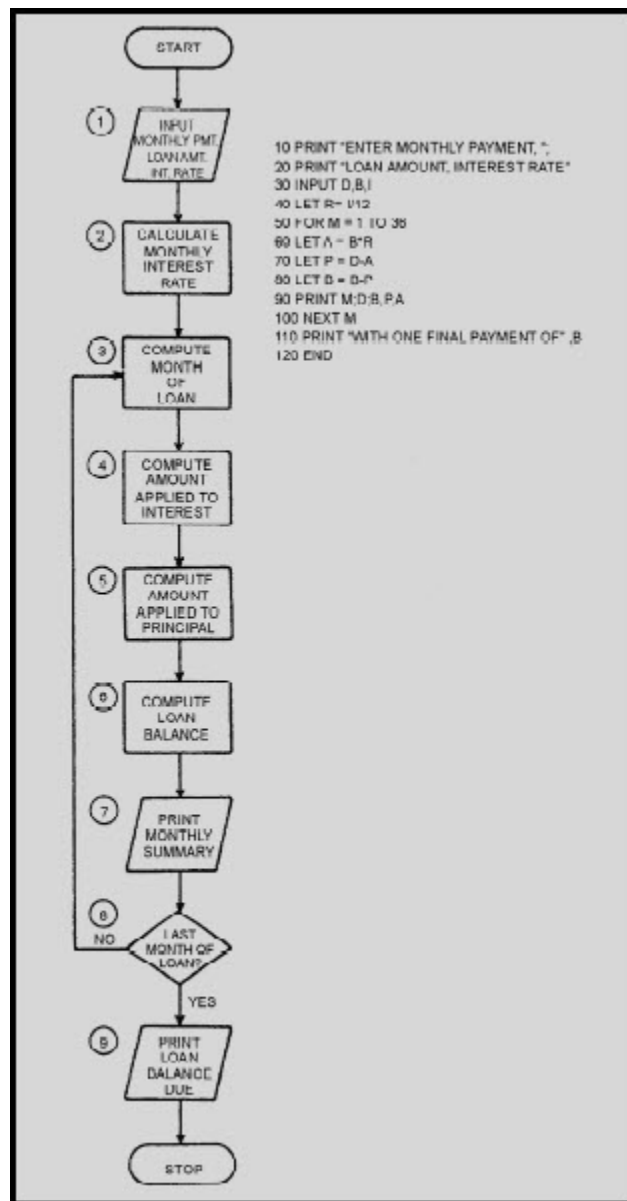 START
1
INPUT
MONTHLY PMT.
LOAN AMT.
INT. RATE
2
CALCULATE
MONTHLY
INTEREST
RATE
3
COMPUTE
MONTH
OF
LOAN
4
COMPUTE
AMOUNT
APPLIED TO
INTEREST
5
COMPUTE
AMOUNT
APPLIED TO
PRINCIPAL
6
COMPUTE
LOAN
BALANCE
7
PRINT
MONTHLY
SUMMARY
8
NO
LAST
MONTH OF
LOAN?
YES
9
PRINT
LOAN
BALANCE
DUE
STOP
10 PRINT "ENTER MONTHLY PAYMENT, ";
20 PRINT "LOAN AMOUNT, INTEREST RATE"
30 INPUT D,B,I
40 LET R= I/12
50 FOR M = 1 TO 36
60 LET A = B*R
70 LET P = D-A
80 LET B = B-P
90 PRINT M;D;B,P,A
100 NEXT M
110 PRINT "WITH ONE FINAL PAYMENT OF" ,B
120 END